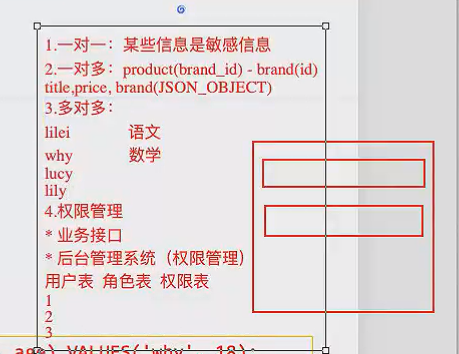 1.一对一：某些信息是敏感信息
2.一对多：product(brand_id) - brand(id)
title,price, brand(JSON_OBJECT)
3.多对多：
lilei 语文
why 数学
lucy
lily
4.权限管理
* 业务接口
* 后台管理系统（权限管理）
用户表 角色表 权限表
1
2
3
age) VALUES('why', 18);